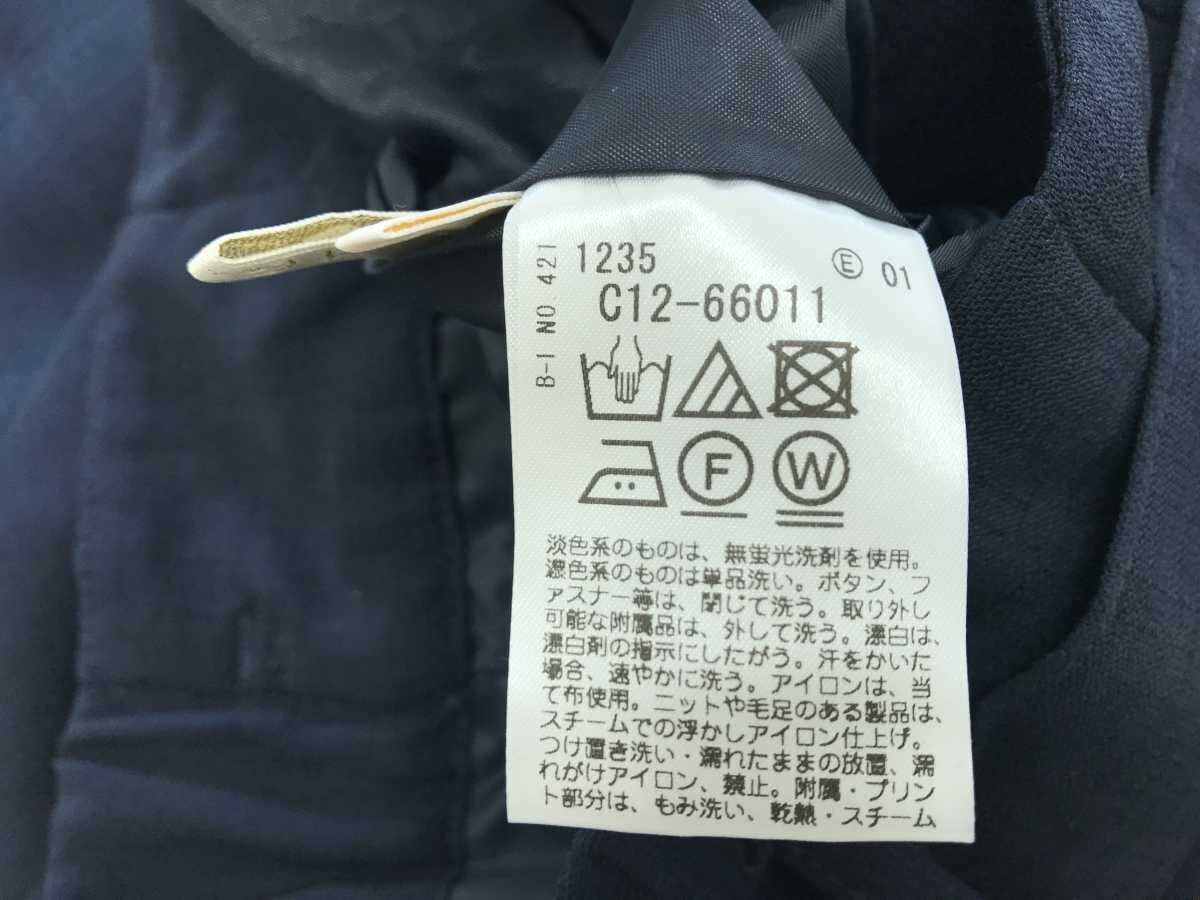 B-1 NO 421
1235
Ⓔ 01
C12-66011
F
W
淡色系のものは、無蛍光洗剤を使用。
濃色系のものは単品洗い。ボタン、フ
ァスナー等は、閉じて洗う。取り外し
可能な附属品は、外して洗う。漂白は、
漂白剤の指示にしたがう。汗をかいた
場合、速やかに洗う。アイロンは、当
て布使用。ニットや毛足のある製品は、
スチームでの浮かしアイロン仕上げ。
つけ置き洗い・濡れたままの放置、濡
れがけアイロン、禁止。附属・プリン
ト部分は、もみ洗い、乾熱・スチーム